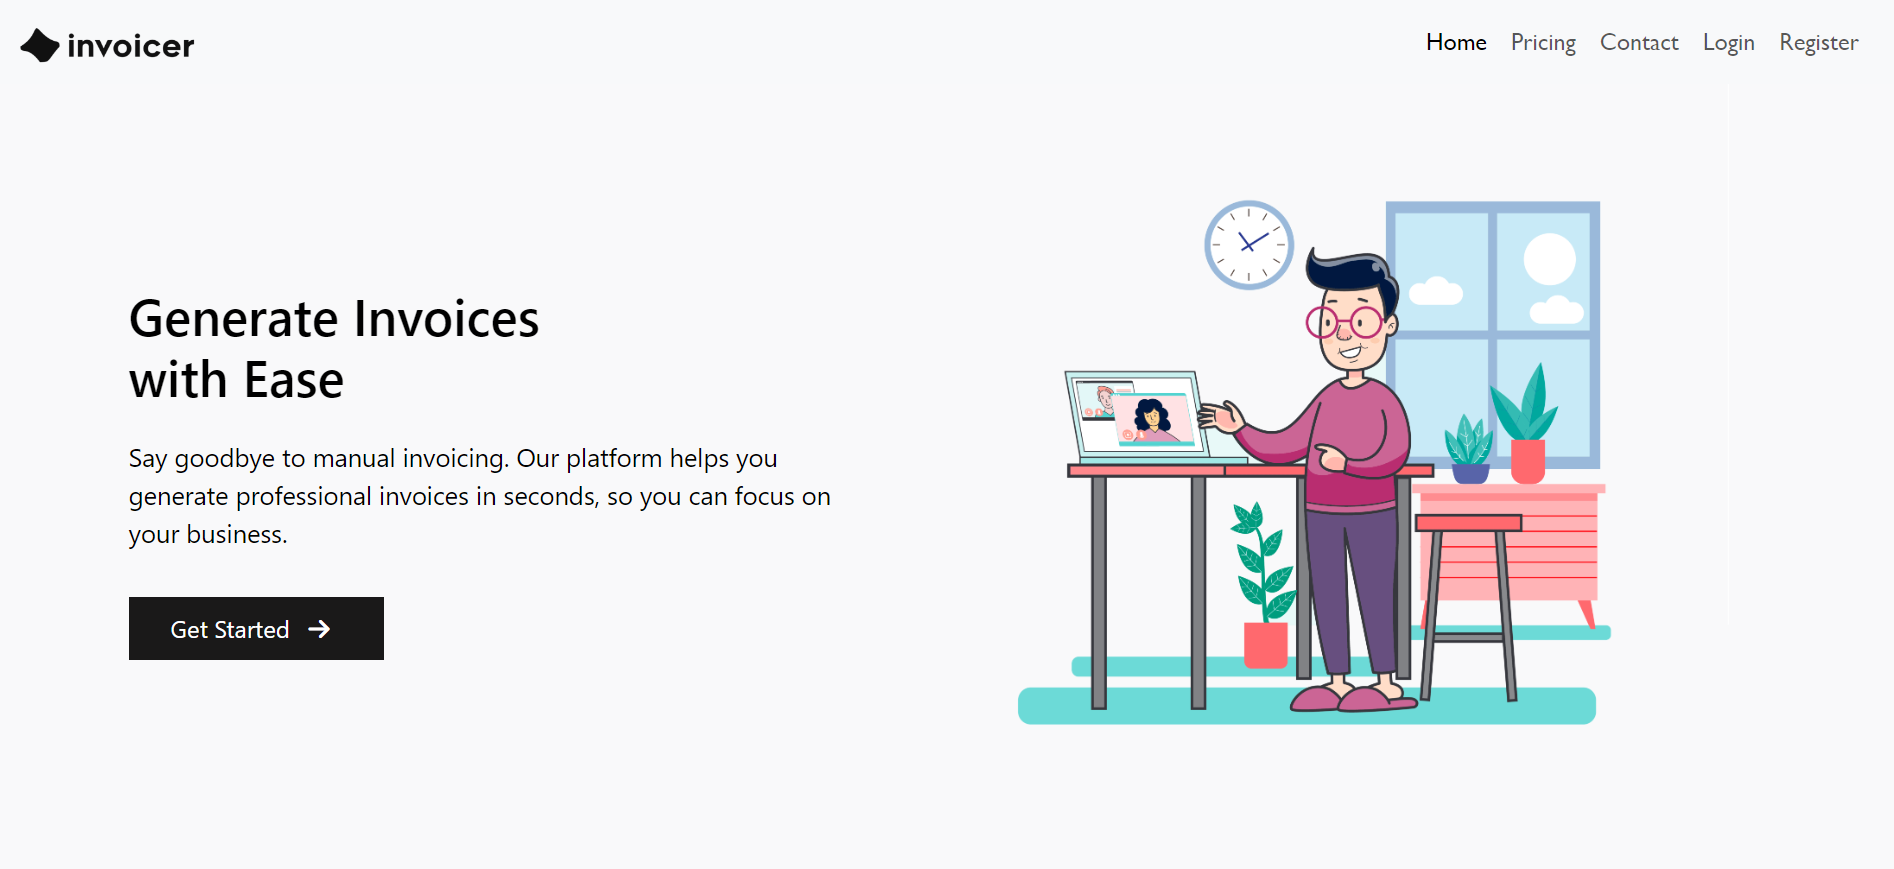 invoicer
Home Pricing Contact Login Register
Generate Invoices
with Ease
Say goodbye to manual invoicing. Our platform helps you
generate professional invoices in seconds, so you can focus on
your business.
Get Started